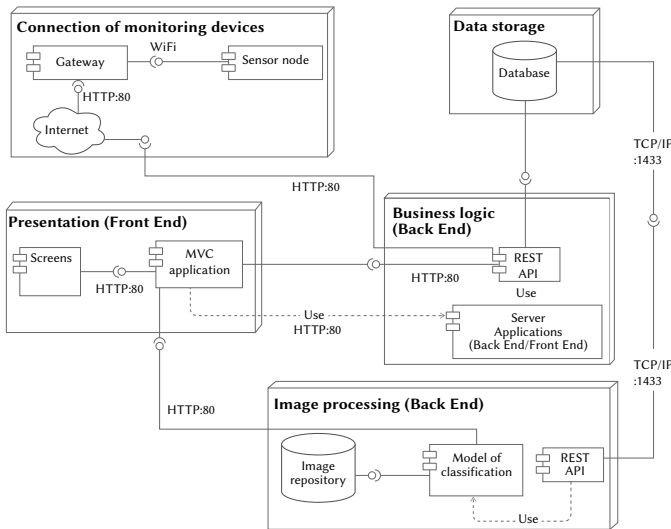 Connection of monitoring devices
WiFi
Gateway
Sensor node
HTTP:80
Internet
Data storage
Database
TCP/IP
:1433
HTTP:80
Presentation (Front End)
Screens
MVC
application
HTTP:80
Business logic
(Back End)
REST
API
HTTP:80
Use
Use
HTTP:80
Server
Applications
(Back End/Front End)
TCP/IP
:1433
HTTP:80
Image processing (Back End)
Image
repository
Model of
classification
REST
API
Use